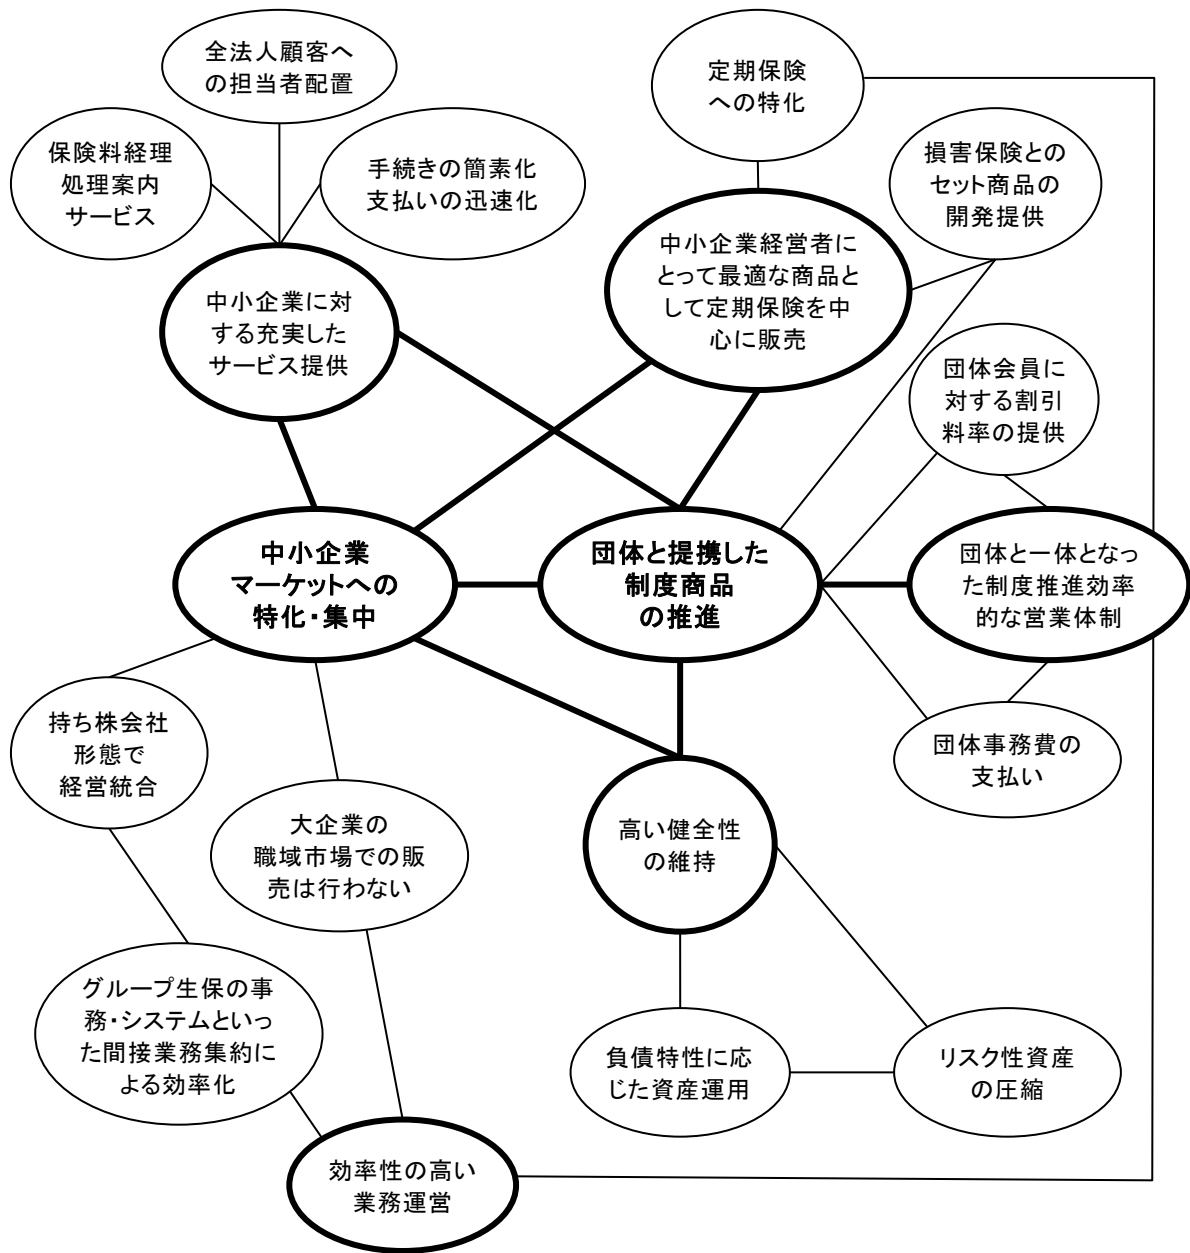 全法人顧客へ
の担当者配置
定期保険
への特化
保険料経理
処理案内
サービス
手続きの簡素化
支払いの迅速化
損害保険との
セット商品の
開発提供
中小企業に対
する充実した
サービス提供
中小企業経営者に
とって最適な商品と
して定期保険を中
心に販売
団体会員に
対する割引
料率の提供
中小企業
マーケットへの
特化・集中
団体と提携した
制度商品
の推進
団体と一体となっ
た制度推進効率
的な営業体制
持ち株会社
形態で
経営統合
団体事務費の
支払い
大企業の
職域市場での販
売は行わない
高い健全性
の維持
グループ生保の事
務・システムといっ
た間接業務集約に
よる効率化
負債特性に応
じた資産運用
リスク性資産
の圧縮
効率性の高い
業務運営